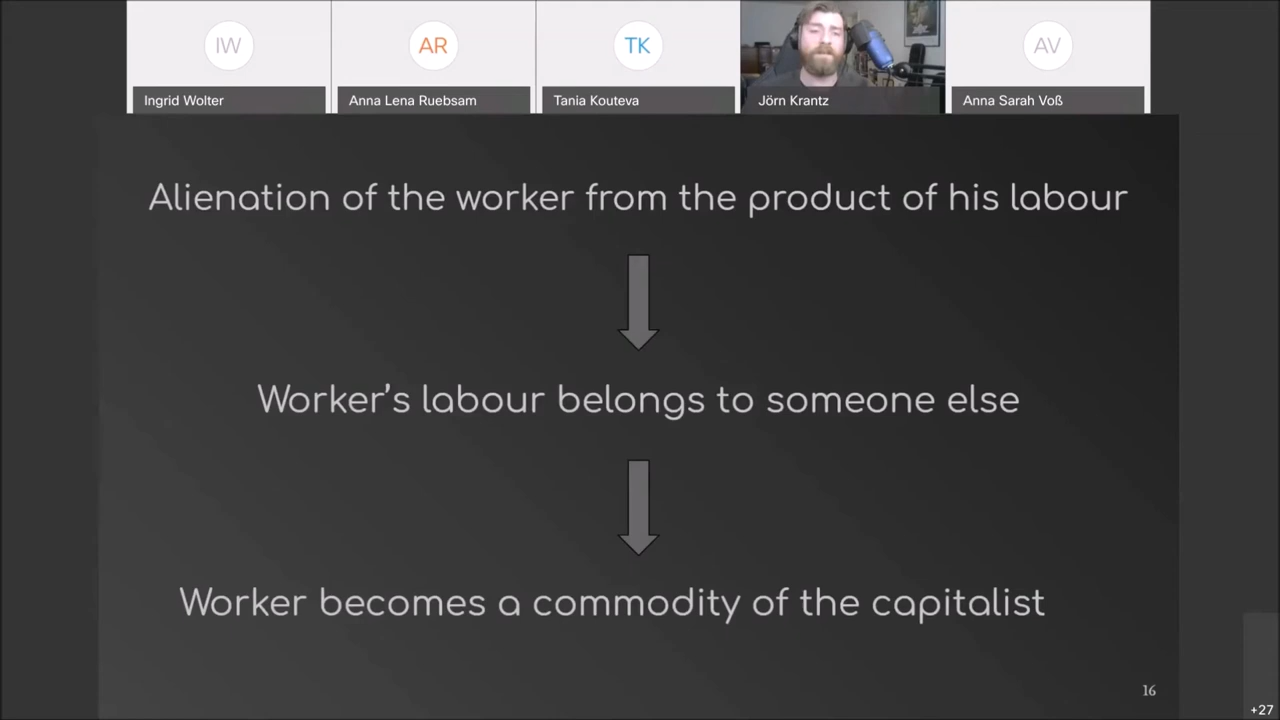 IW
AR
TK
AV
Ingrid Wolter
Anna Lena Ruebsam
Tania Kouteva
Jörn Krantz
Anna Sarah Voß
Alienation of the worker from the product of his labour
Worker’s labour belongs to someone else
Worker becomes a commodity of the capitalist
16
+27